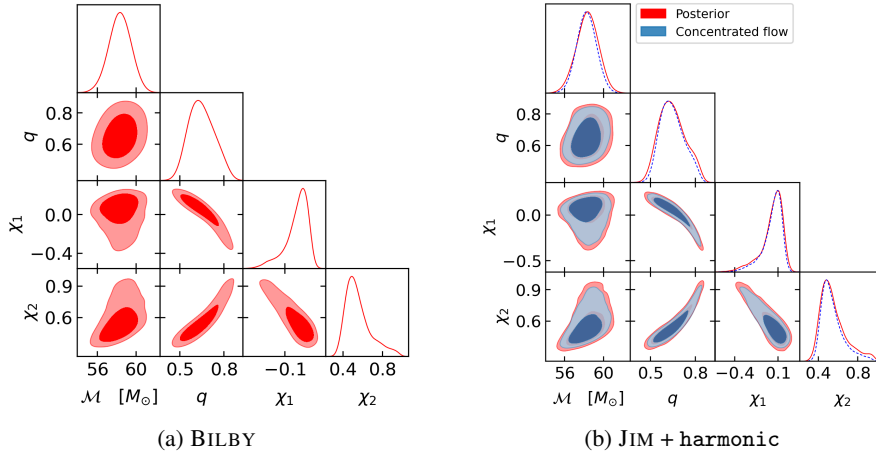 Posterior
Concentrated flow
0.8
0.6
q
0.0
−0.4
χ1
0.9
0.6
χ2
56 60
0.5 0.8
−0.1
0.4 0.8
ℳ [M⊙] q χ1 χ2
(a) BILBY
0.8
0.6
q
0.0
−0.5
χ1
0.9
0.6
χ2
56 60
0.5 0.8
−0.4 0.1
0.4 0.8
ℳ [M⊙] q χ1 χ2
(b) JIM + harmonic